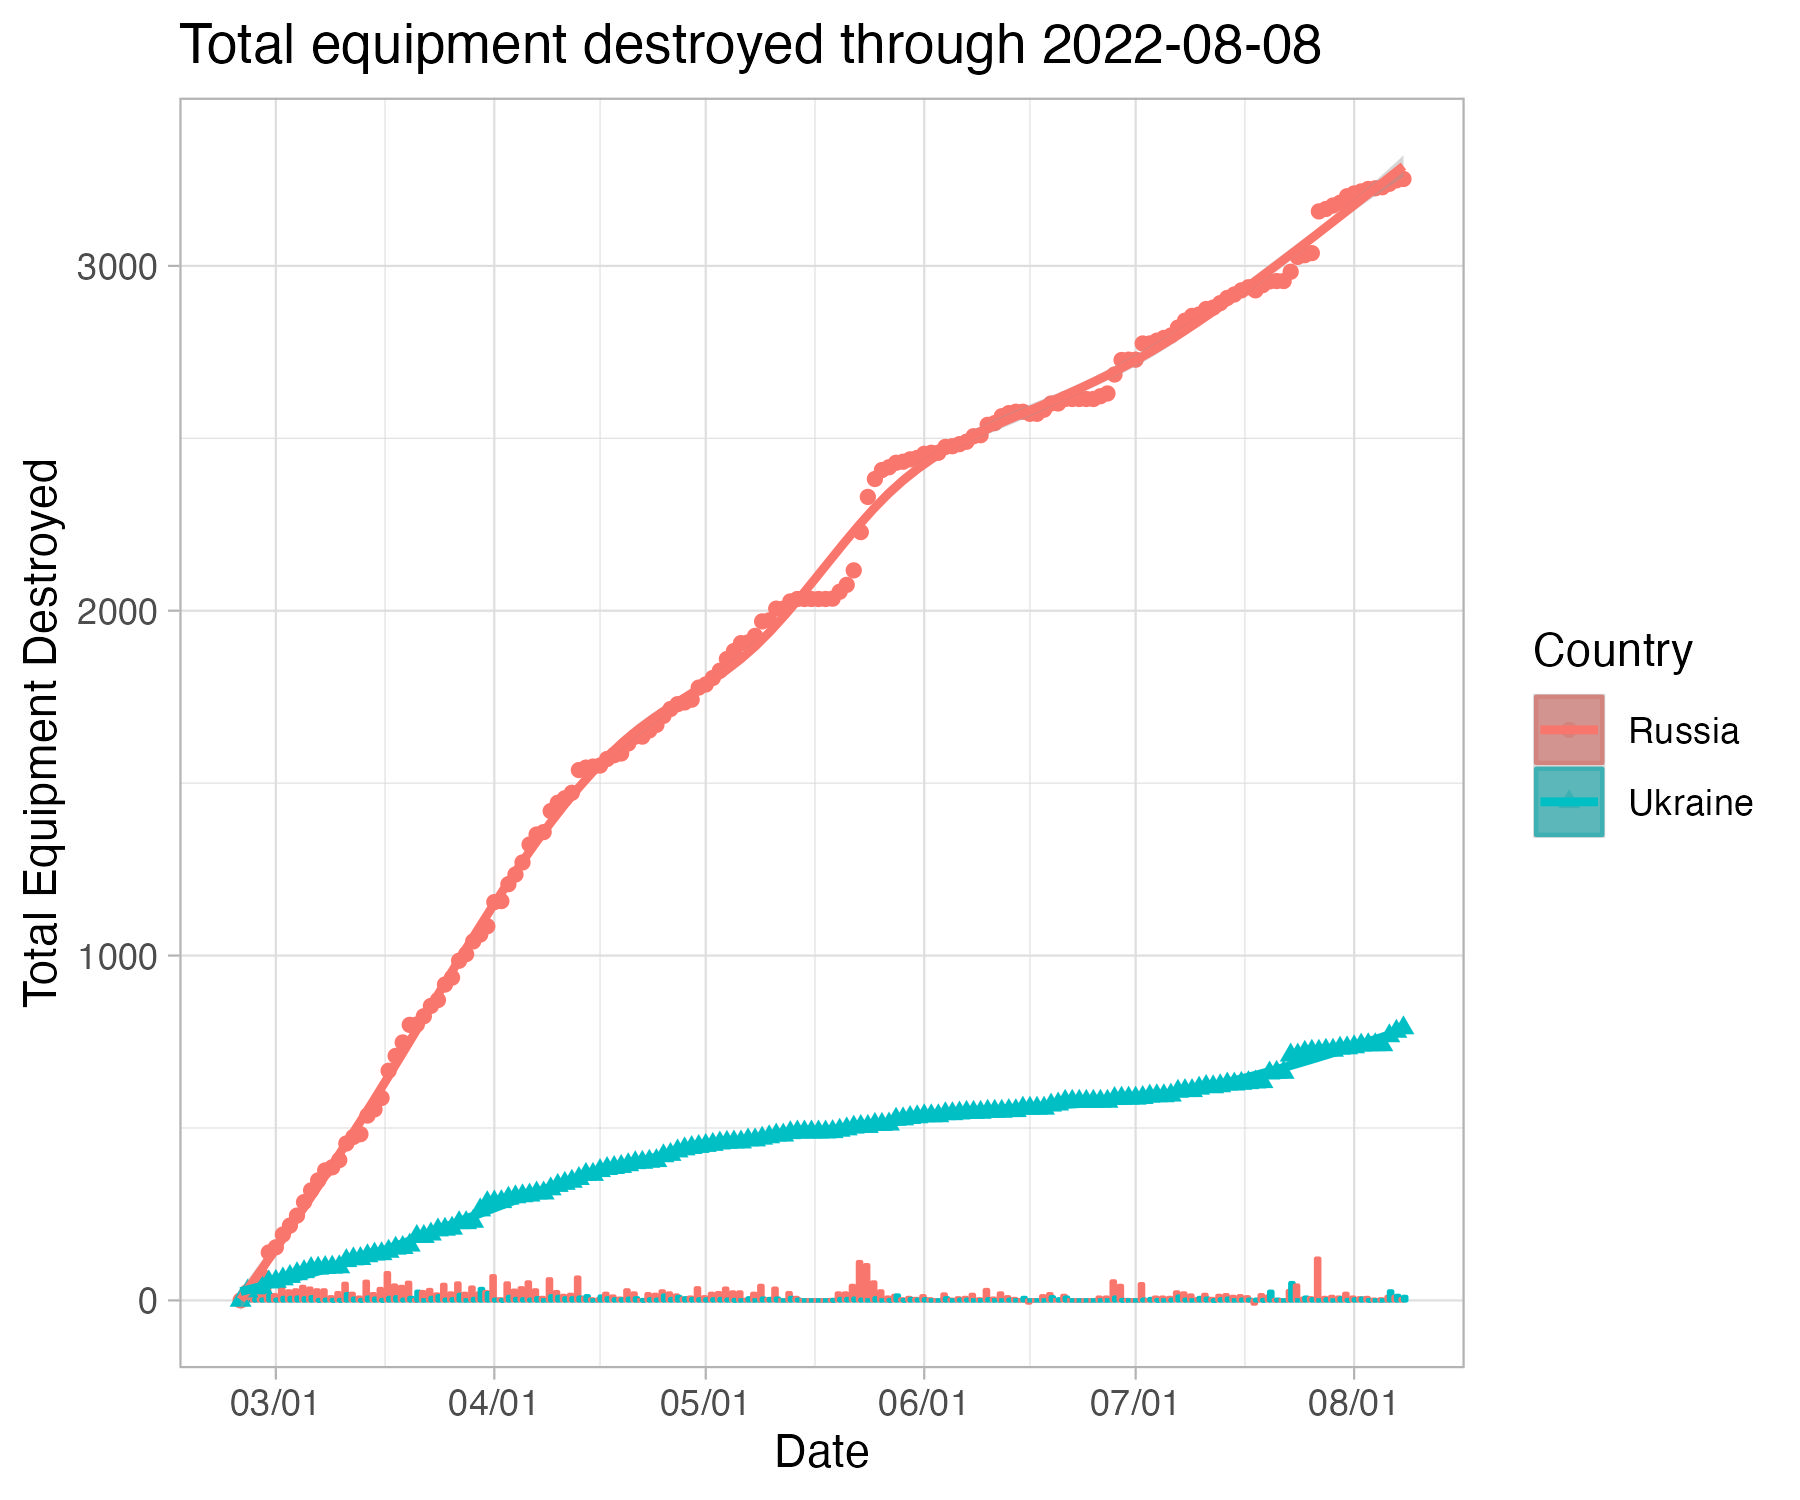 Total equipment destroyed through 2022-08-08
Total Equipment Destroyed
3000
2000
1000
0
03/01
04/01
05/01
06/01
07/01
08/01
Date
Country
Russia
Ukraine